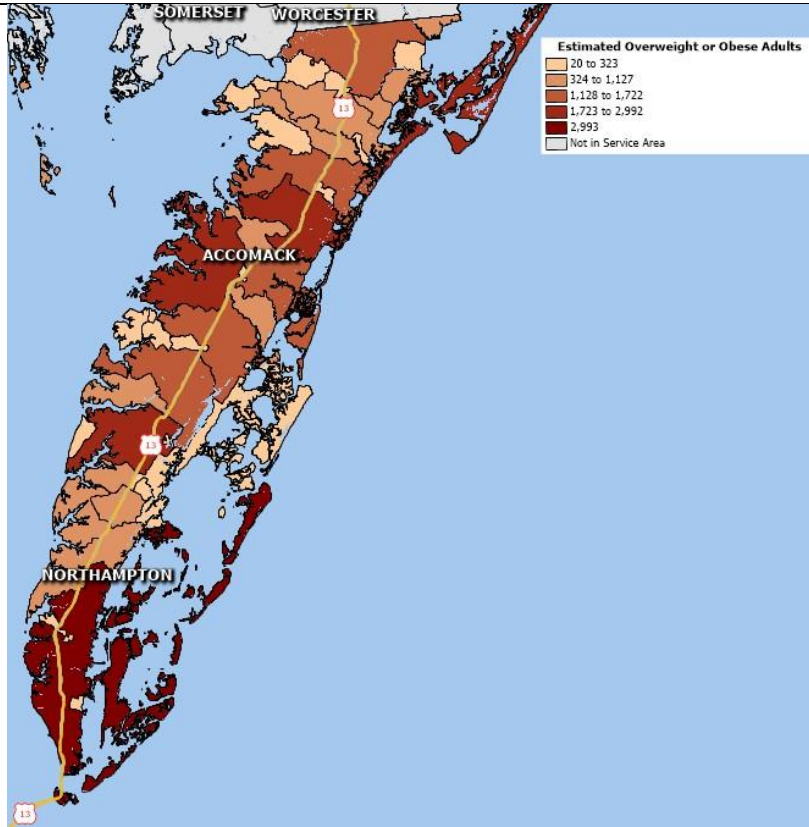 SOMERSET
WORCESTER
Estimated Overweight or Obese Adults
20 to 323
324 to 1,127
1,128 to 1,722
1,723 to 2,992
2,993
Not in Service Area
13
ACCOMACK
13
NORTHAMPTON
13